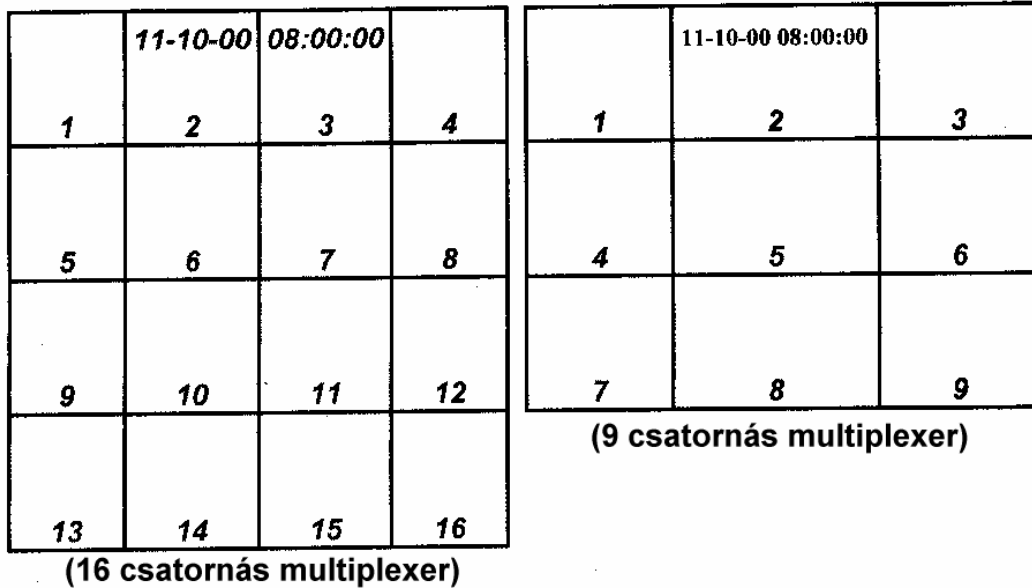 11-10-00 08:00:00
1 2 3 4
5 6 7 8
9 10 11 12
13 14 15 16
(16 csatornás multiplexer)
11-10-00 08:00:00
1 2 3
4 5 6
7 8 9
(9 csatornás multiplexer)